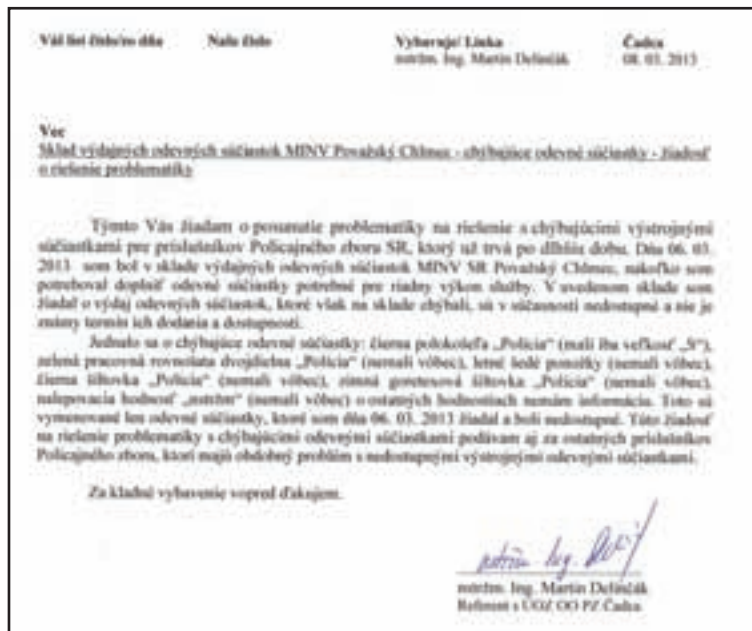 Váš list číslo/zo dňa Naše číslo Vybavuje/ Linka Čadca
nstržm. Ing. Martin Delinčák 08. 03. 2013
Vec
Sklad výdajných odevných súčiastok MINV Považský Chlmec - chýbajúce odevné súčiastky - žiadosť
o riešenie problematiky
Týmto Vás žiadam o posunutie problematiky na riešenie s chýbajúcimi výstrojnými
súčiastkami pre príslušníkov Policajného zboru SR, ktorý už trvá po dlhšiu dobu. Dňa 06. 03.
2013 som bol v sklade výdajných odevných súčiastok MINV SR Považský Chlmec, nakoľko som
potreboval doplniť odevné súčiastky potrebné pre riadny výkon služby. V uvedenom sklade som
žiadal o výdaj odevných súčiastok, ktoré však na sklade chýbali, sú v súčasnosti nedostupné a nie je
známy termín ich dodania a dostupnosti.
Jednalo sa o chýbajúce odevné súčiastky: čierna polokošeľa „Polícia“ (mali iba veľkosť „S“),
zelená pracovná rovnošata dvojdielna „Polícia“ (nemali vôbec), letné šedé ponožky (nemali vôbec),
čierna šiltovka „Polícia“ (nemali vôbec), zimná goretexová šiltovka „Polícia“ (nemali vôbec),
nalepovacia hodnosť „nstržm“ (nemali vôbec) o ostatných hodnostiach nemám informácia. Toto sú
vymenované len odevné súčiastky, ktoré som dňa 06. 03. 2013 žiadal a boli nedostupné. Túto žiadosť
na riešenie problematiky s chýbajúcimi odevnými súčiastkami podávam aj za ostatných príslušníkov
Policajného zboru, ktorí majú obdobný problém s nedostupnými výstrojnými odevnými súčiastkami.
Za kladné vybavenie vopred ďakujem.
nstržm. Ing.
nstržm. Ing. Martin Delinčák
Referent s ÚOZ OO PZ Čadca